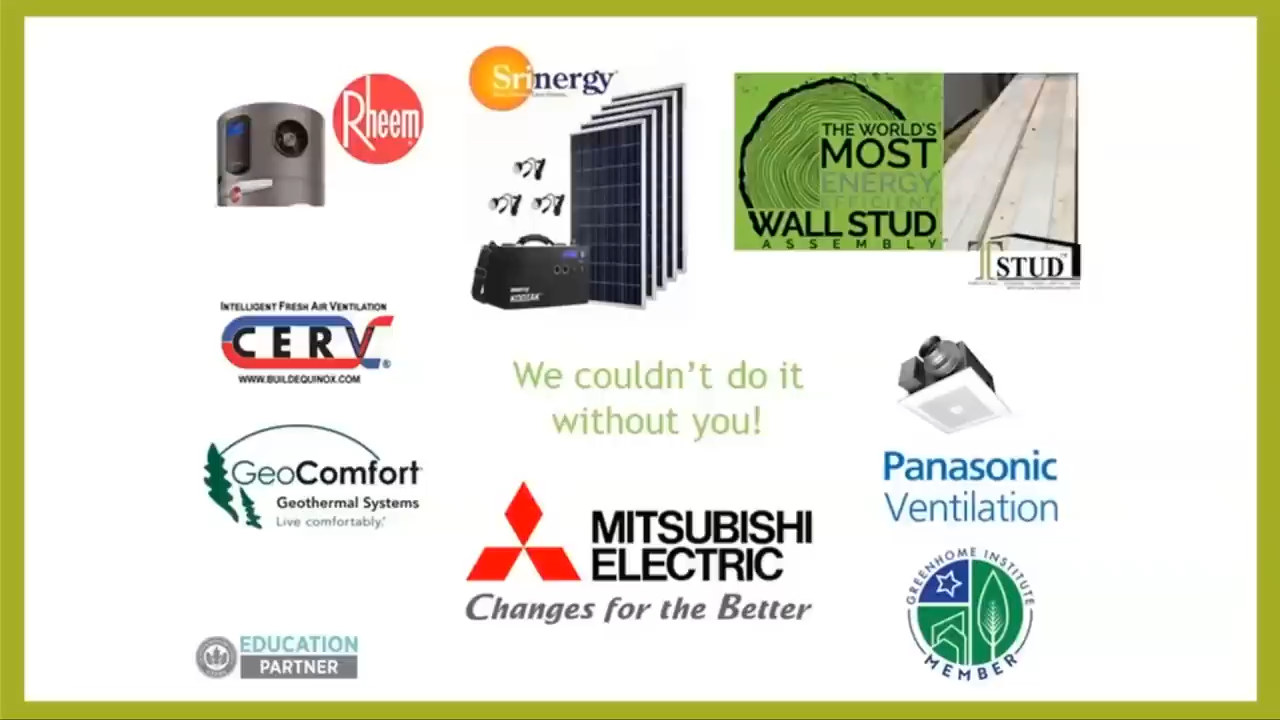 Rheem
Srinergy
KODIAK
THE WORLD'S
MOST
ENERGY
EFFICIENT
WALL STUD
ASSEMBLY
TSTUD
INTELLIGENT FRESH AIR VENTILATION
CERV®
WWW.BUILDEQUINOX.COM
We couldn't do it
without you!
GeoComfort
Geothermal Systems
Live comfortably.
Panasonic
Ventilation
MITSUBISHI
ELECTRIC
Changes for the Better
GREENHOME INSTITUTE
MEMBER
EDUCATION
PARTNER